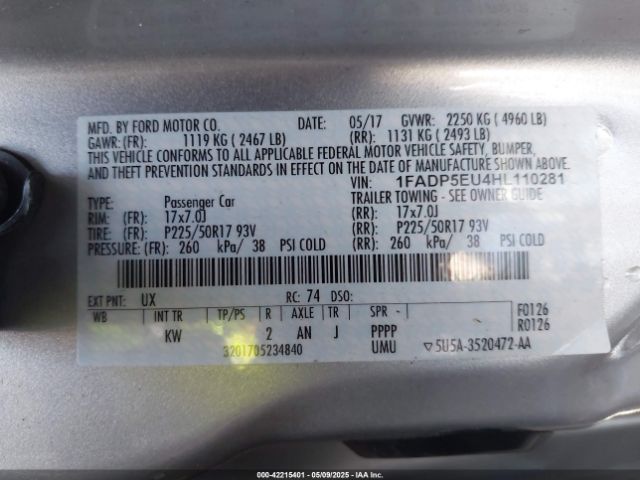 MFD. BY FORD MOTOR CO. DATE: 05/17 GVWR: 2250 KG ( 4960 LB)
GAWR: (FR): 1119 KG ( 2467 LB) (RR): 1131 KG ( 2493 LB)
THIS VEHICLE CONFORMS TO ALL APPLICABLE FEDERAL MOTOR VEHICLE SAFETY, BUMPER,
AND THEFT PREVENTION STANDARDS IN EFFECT ON THE DATE OF MANUFACTURE SHOWN ABOVE.
VIN: 1FADP5EU4HL110281
TYPE: Passenger Car TRAILER TOWING - SEE OWNER GUIDE
RIM: (FR): 17x7.0J (RR): 17x7.0J
TIRE: (FR): P225/50R17 93V (RR): P225/50R17 93V
PRESSURE: (FR): 260 kPa/ 38 PSI COLD (RR): 260 kPa/ 38 PSI COLD
EXT PNT: UX RC: 74 DSO:
WB INT TR TP/PS R AXLE TR SPR - F0126
KW 2 AN J PPPP R0126
3201705234840 UMU ▽5U5A-3520472-AA
000-42215401 - 05/09/2025 - IAAI.com